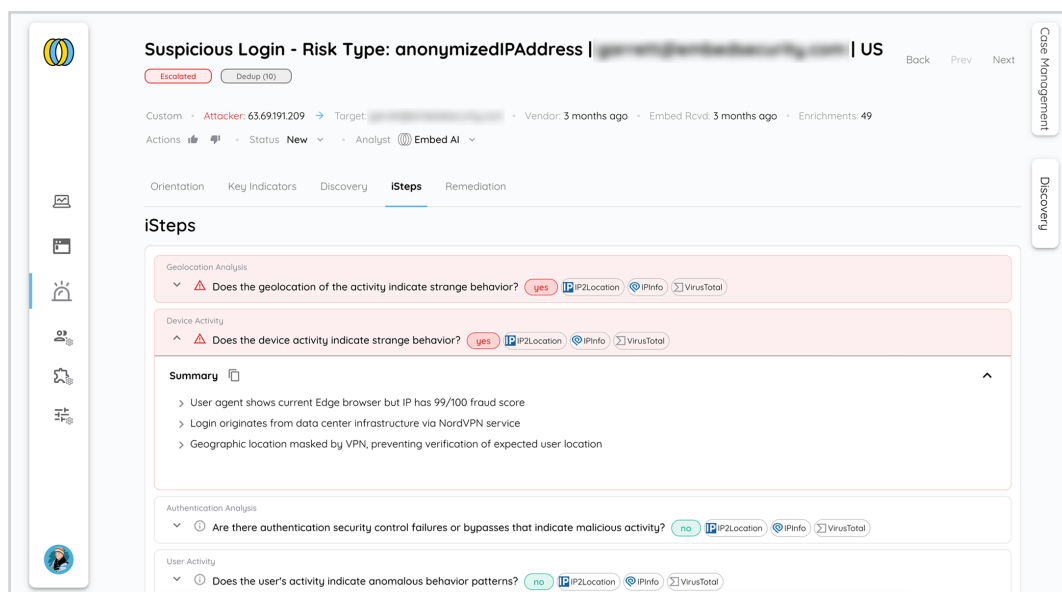 Suspicious Login - Risk Type: anonymizedIPAddress | | US
Back Prev Next
Case Management
Escalated Dedup (10)
Custom • Attacker: 63.69.191.209 → Target: • Vendor: 3 months ago • Embed Rcvd: 3 months ago • Enrichments: 49
Actions • Status New • Analyst Embed AI
Discovery
Orientation Key Indicators Discovery iSteps Remediation
iSteps
Geolocation Analysis
Does the geolocation of the activity indicate strange behavior? yes IP2Location IPInfo VirusTotal
Device Activity
Does the device activity indicate strange behavior? yes IP2Location IPInfo VirusTotal
Summary
User agent shows current Edge browser but IP has 99/100 fraud score
Login originates from data center infrastructure via NordVPN service
Geographic location masked by VPN, preventing verification of expected user location
Authentication Analysis
Are there authentication security control failures or bypasses that indicate malicious activity? no IP2Location IPInfo VirusTotal
User Activity
Does the user's activity indicate anomalous behavior patterns? no IP2Location IPInfo VirusTotal